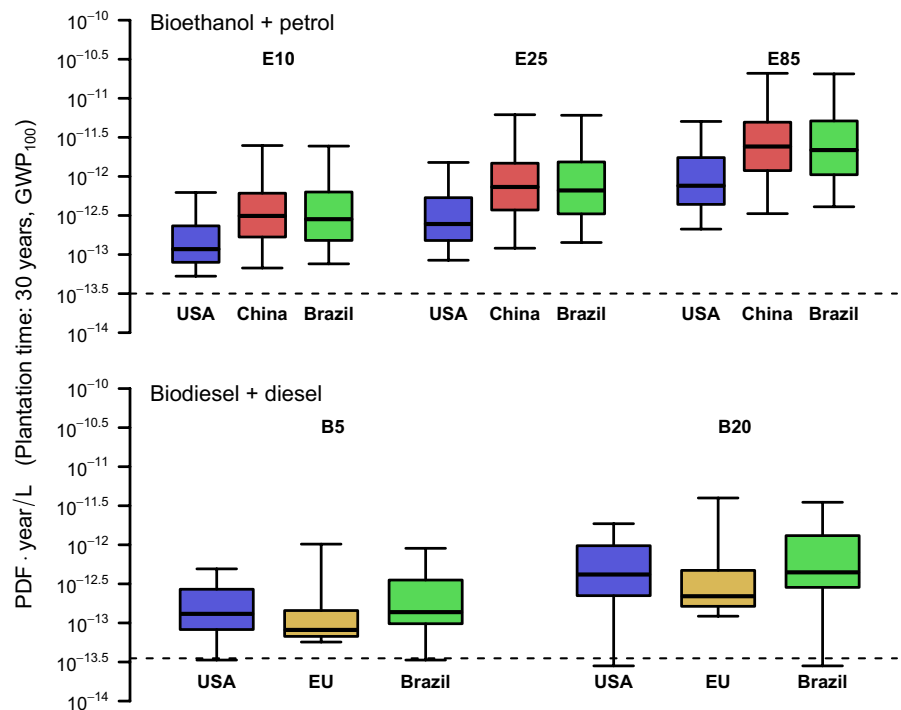 PDF · year/L (Plantation time: 30 years, GWP₁₀₀)
Bioethanol + petrol
10⁻¹⁰
10⁻¹⁰·⁵
10⁻¹¹
10⁻¹¹·⁵
10⁻¹²
10⁻¹²·⁵
10⁻¹³
10⁻¹³·⁵
10⁻¹⁴
E10 E25 E85
USA China Brazil USA China Brazil USA China Brazil
Biodiesel + diesel
10⁻¹⁰
10⁻¹⁰·⁵
10⁻¹¹
10⁻¹¹·⁵
10⁻¹²
10⁻¹²·⁵
10⁻¹³
10⁻¹³·⁵
10⁻¹⁴
B5 B20
USA EU Brazil USA EU Brazil